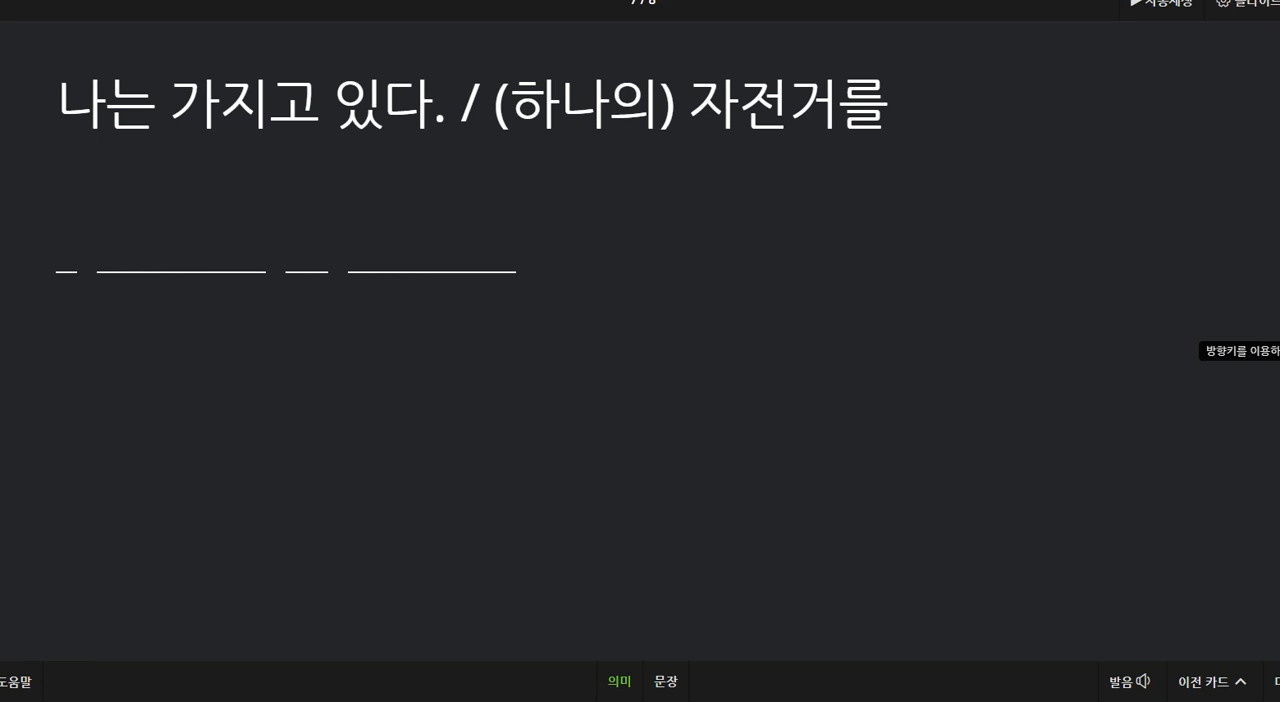 나는 가지고 있다. / (하나의) 자전거를
방향키를 이용하
도움말
의미
문장
발음
이전 카드